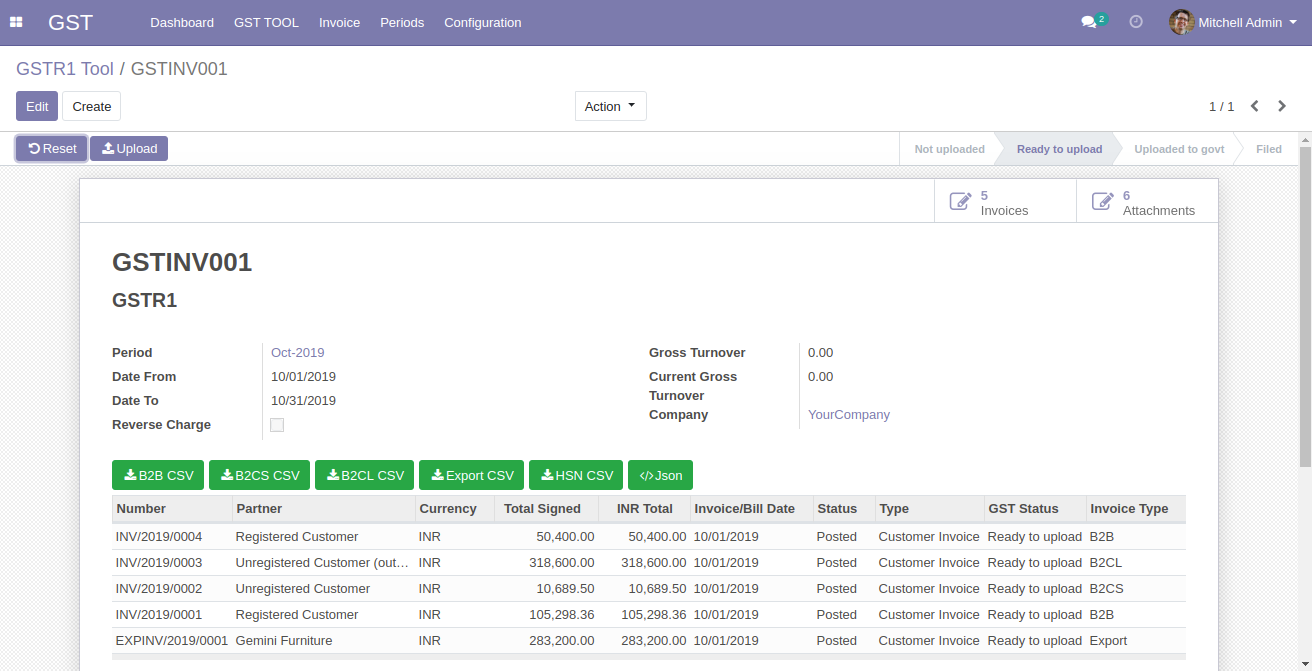 GST Dashboard GST TOOL Invoice Periods Configuration 2 Mitchell Admin
GSTR1 Tool / GSTINV001
Edit Create Action 1 / 1
Reset Upload Not uploaded Ready to upload Uploaded to govt Filed
5 Invoices 6 Attachments
GSTINV001
GSTR1
Period Oct-2019 Gross Turnover 0.00
Date From 10/01/2019 Current Gross Turnover 0.00
Date To 10/31/2019 Company YourCompany
Reverse Charge
B2B CSV B2CS CSV B2CL CSV Export CSV HSN CSV </>Json
Number Partner Currency Total Signed INR Total Invoice/Bill Date Status Type GST Status Invoice Type
INV/2019/0004 Registered Customer INR 50,400.00 50,400.00 10/01/2019 Posted Customer Invoice Ready to upload B2B
INV/2019/0003 Unregistered Customer (out... INR 318,600.00 318,600.00 10/01/2019 Posted Customer Invoice Ready to upload B2CL
INV/2019/0002 Unregistered Customer INR 10,689.50 10,689.50 10/01/2019 Posted Customer Invoice Ready to upload B2CS
INV/2019/0001 Registered Customer INR 105,298.36 105,298.36 10/01/2019 Posted Customer Invoice Ready to upload B2B
EXPINV/2019/0001 Gemini Furniture INR 283,200.00 283,200.00 10/01/2019 Posted Customer Invoice Ready to upload Export